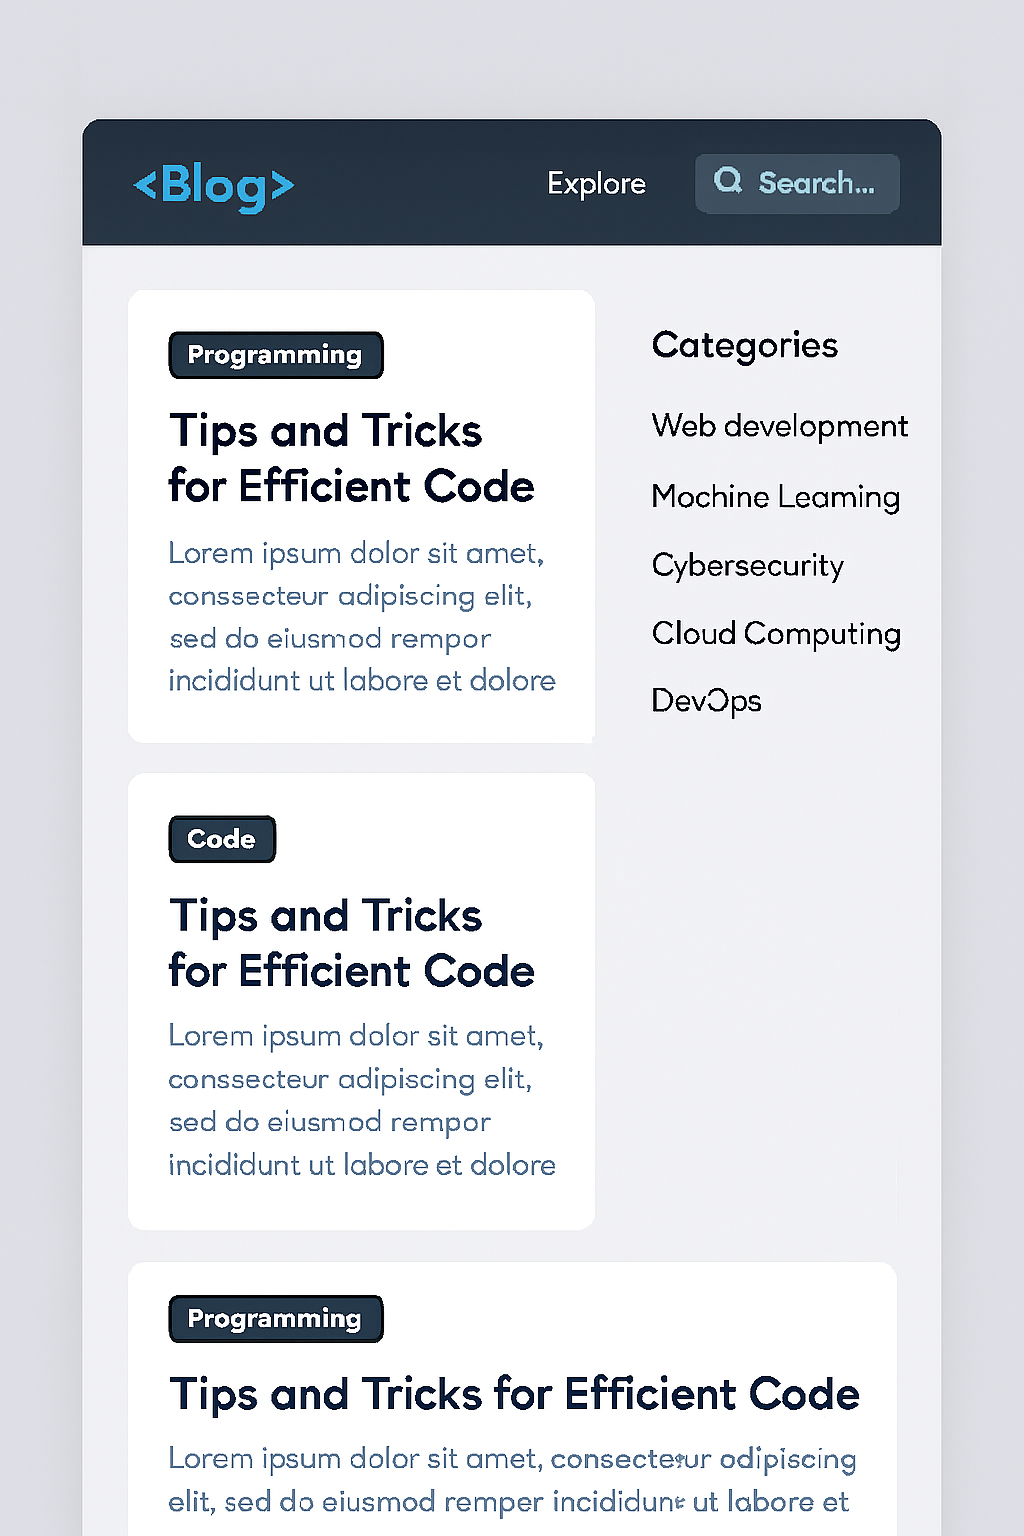 <Blog>
Explore
Search...
Programming
Tips and Tricks
for Efficient Code
Lorem ipsum dolor sit amet,
conssecteur adipiscing elit,
sed do eiusmod rempor
incididunt ut labore et dolore
Categories
Web development
Mochine Leaming
Cybersecurity
Cloud Computing
DevOps
Code
Tips and Tricks
for Efficient Code
Lorem ipsum dolor sit amet,
conssecteur adipiscing elit,
sed do eiusmod rempor
incididunt ut labore et dolore
Programming
Tips and Tricks for Efficient Code
Lorem ipsum dolor sit amet, consecteur odipiscing
elit, sed do eiusmod remper incididunt ut labore et